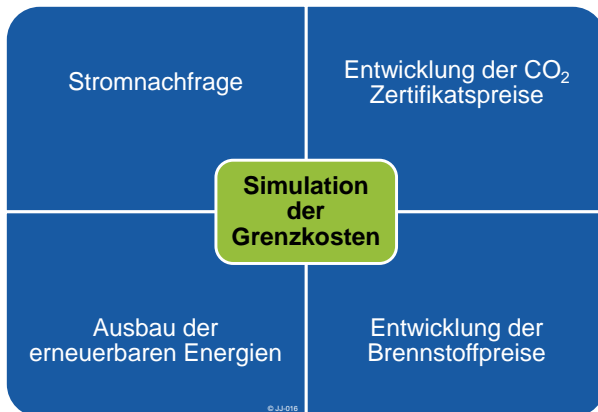 Stromnachfrage
Entwicklung der CO₂
Zertifikatspreise
Simulation
der
Grenzkosten
Ausbau der
erneuerbaren Energien
Entwicklung der
Brennstoffpreise
© JJ-016